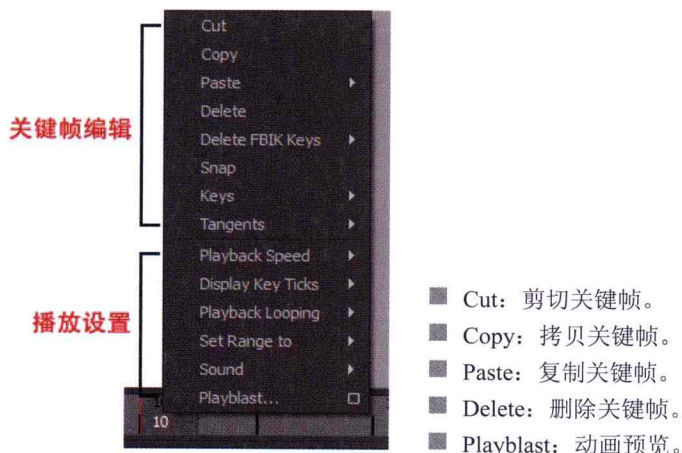 Cut
Copy
Paste
Delete
Delete FBIK Keys
Snap
Keys
Tangents
关键帧编辑
Playback Speed
Display Key Ticks
Playback Looping
Set Range to
Sound
Playblast...
播放设置
10
Cut：剪切关键帧。
Copy：拷贝关键帧。
Paste：复制关键帧。
Delete：删除关键帧。
Playblast：动画预览。